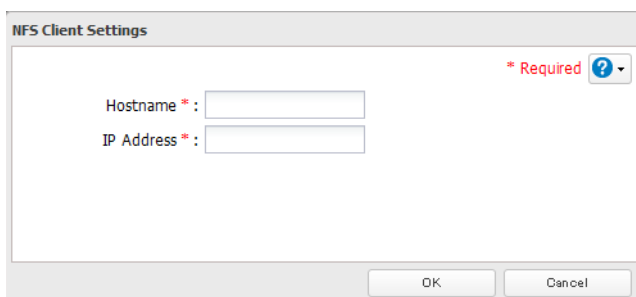 NFS Client Settings
* Required ?
Hostname * :
IP Address * :
OK Cancel